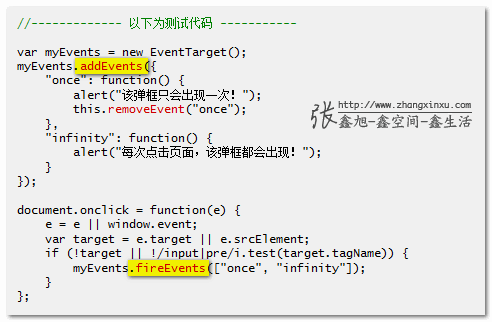 //------------- 以下为测试代码 -----------
var myEvents = new EventTarget();
myEvents.addEvents({
"once": function() {
alert("该弹框只会出现一次！");
this.removeEvent("once");
},
"infinity": function() {
alert("每次点击页面，该弹框都会出现！");
}
});
张
http://www.zhangxinxu.com
鑫旭-鑫空间-鑫生活
document.onclick = function(e) {
e = e || window.event;
var target = e.target || e.srcElement;
if (!target || !/input|pre/i.test(target.tagName)) {
myEvents.fireEvents(["once", "infinity"]);
}
};